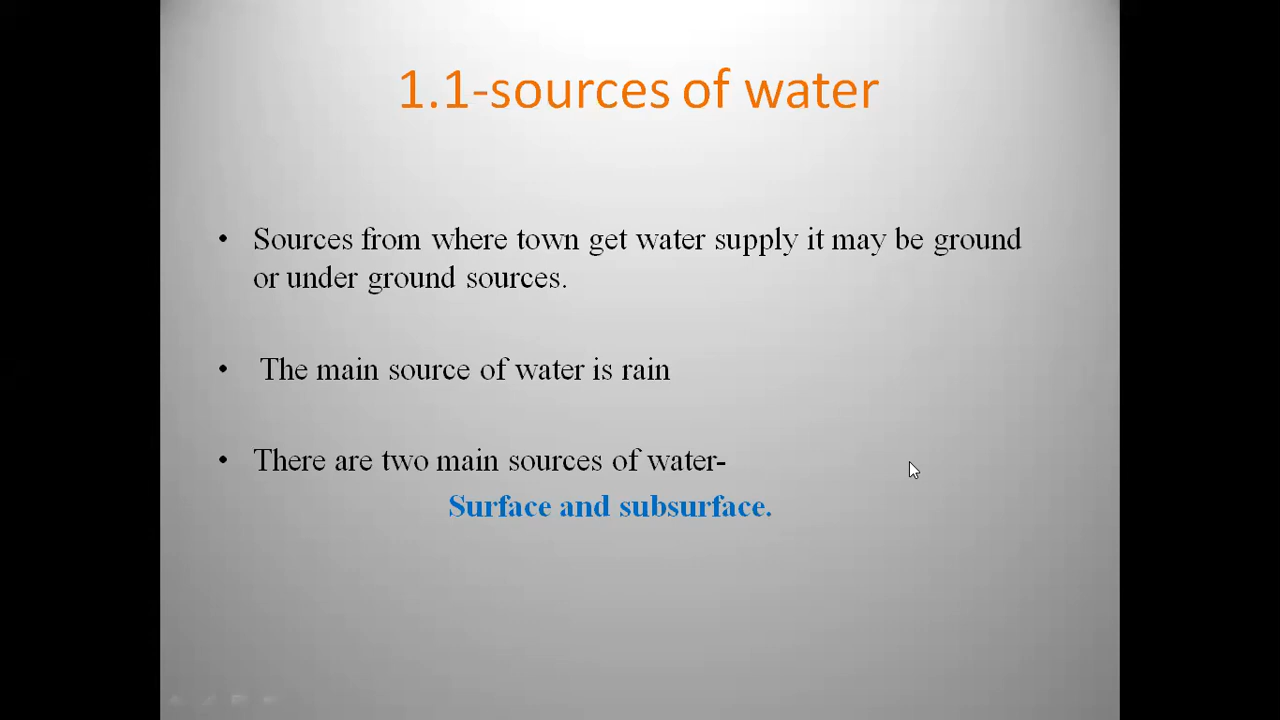 1.1-sources of water
• Sources from where town get water supply it may be ground
or under ground sources.
• The main source of water is rain
• There are two main sources of water-
Surface and subsurface.